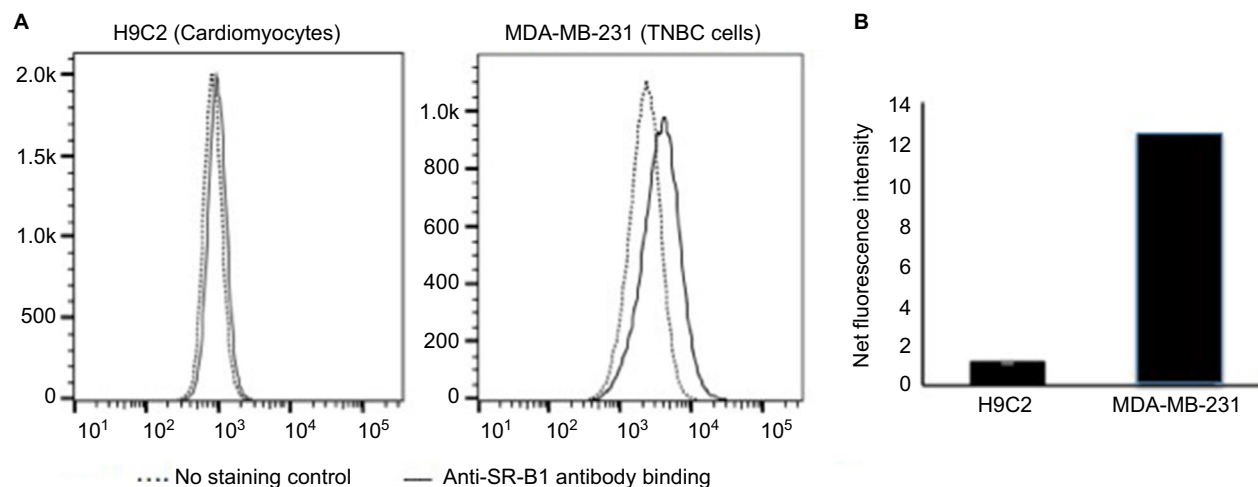 A
H9C2 (Cardiomyocytes)
2.0k
1.5k
1.0k
500
0
10¹ 10² 10³ 10⁴ 10⁵
MDA-MB-231 (TNBC cells)
1.0k
800
600
400
200
0
10¹ 10² 10³ 10⁴ 10⁵
No staining control
Anti-SR-B1 antibody binding
B
Net fluorescence intensity
14
12
10
8
6
4
2
0
H9C2 MDA-MB-231